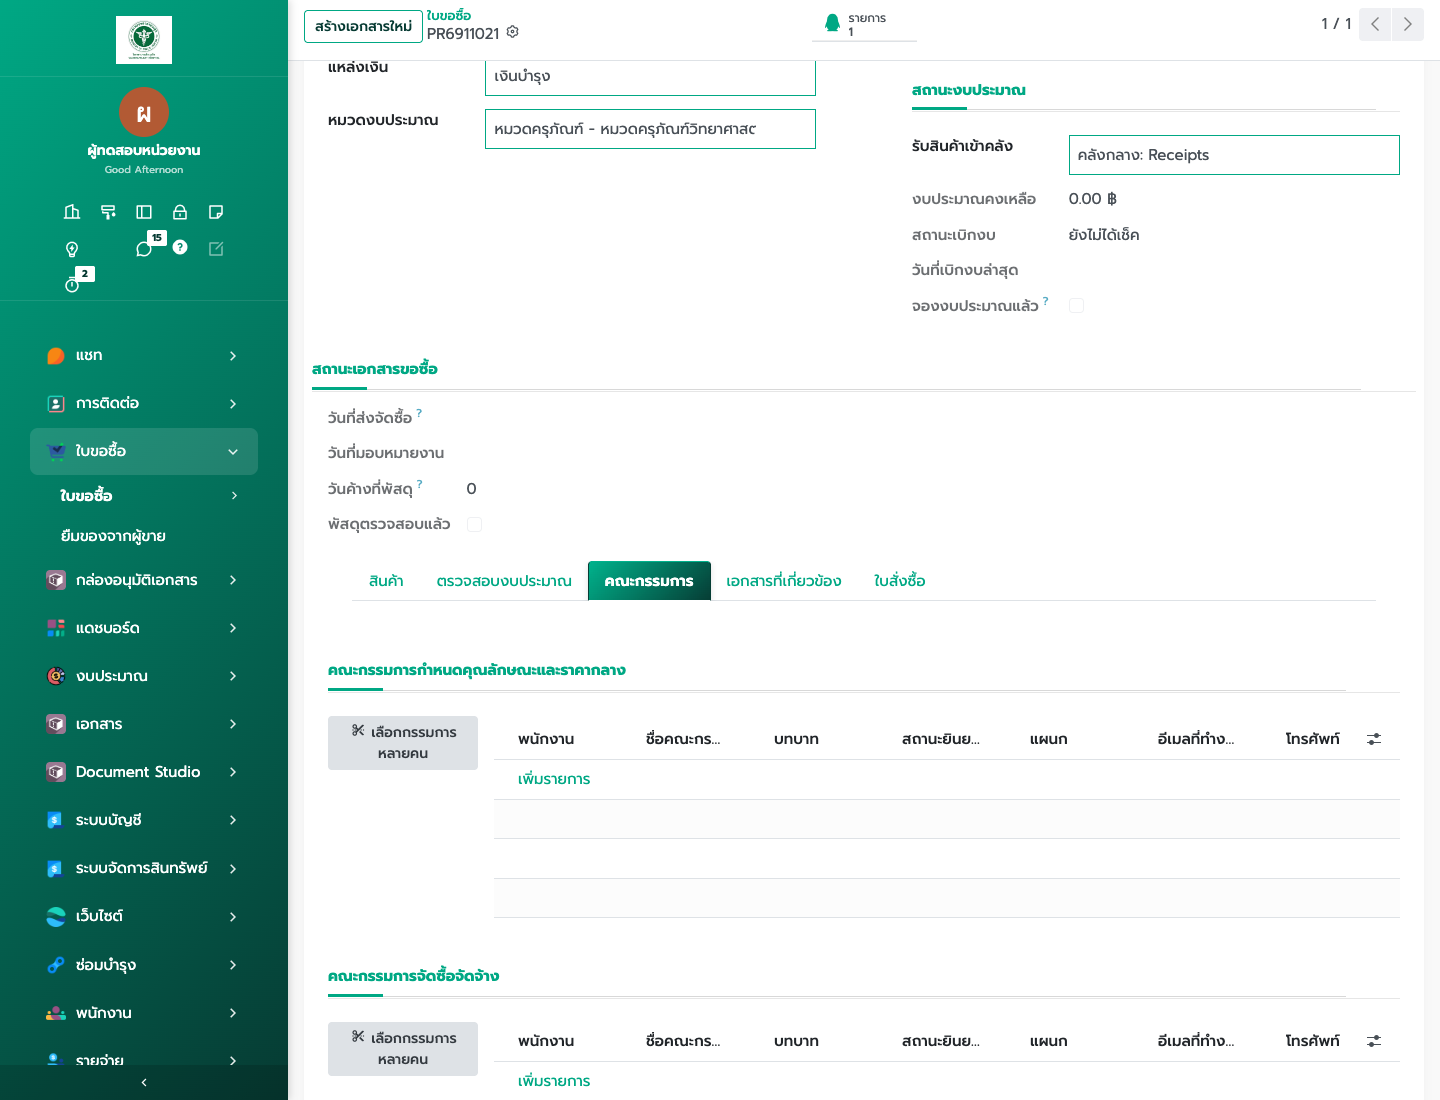 ผ
ผู้ทดสอบหน่วยงาน
Good Afternoon
15
2
แชท
การติดต่อ
ใบขอซื้อ
ใบขอซื้อ
ยืมของจากผู้ขาย
กล่องอนุมัติเอกสาร
แดชบอร์ด
งบประมาณ
เอกสาร
Document Studio
ระบบบัญชี
ระบบจัดการสินทรัพย์
เว็บไซต์
ซ่อมบำรุง
พนักงาน
รายจ่าย
สร้างเอกสารใหม่
ใบขอซื้อ
PR6911021
รายการ
1
1 / 1
แหล่งเงิน
เงินบำรุง
หมวดงบประมาณ
หมวดครุภัณฑ์ - หมวดครุภัณฑ์วิทยาศาสต
สถานะงบประมาณ
รับสินค้าเข้าคลัง
คลังกลาง: Receipts
งบประมาณคงเหลือ
0.00 ฿
สถานะเบิกงบ
ยังไม่ได้เช็ค
วันที่เบิกงบล่าสุด
จองงบประมาณแล้ว ?
สถานะเอกสารขอซื้อ
วันที่ส่งจัดซื้อ ?
วันที่มอบหมายงาน
วันค้างที่พัสดุ ?
0
พัสดุตรวจสอบแล้ว
สินค้า
ตรวจสอบงบประมาณ
คณะกรรมการ
เอกสารที่เกี่ยวข้อง
ใบสั่งซื้อ
คณะกรรมการกำหนดคุณลักษณะและราคากลาง
เลือกกรรมการ
หลายคน
พนักงาน
ชื่อคณะกร...
บทบาท
สถานะยินย...
แผนก
อีเมลที่ทำง...
โทรศัพท์
เพิ่มรายการ
คณะกรรมการจัดซื้อจัดจ้าง
เลือกกรรมการ
หลายคน
พนักงาน
ชื่อคณะกร...
บทบาท
สถานะยินย...
แผนก
อีเมลที่ทำง...
โทรศัพท์
เพิ่มรายการ